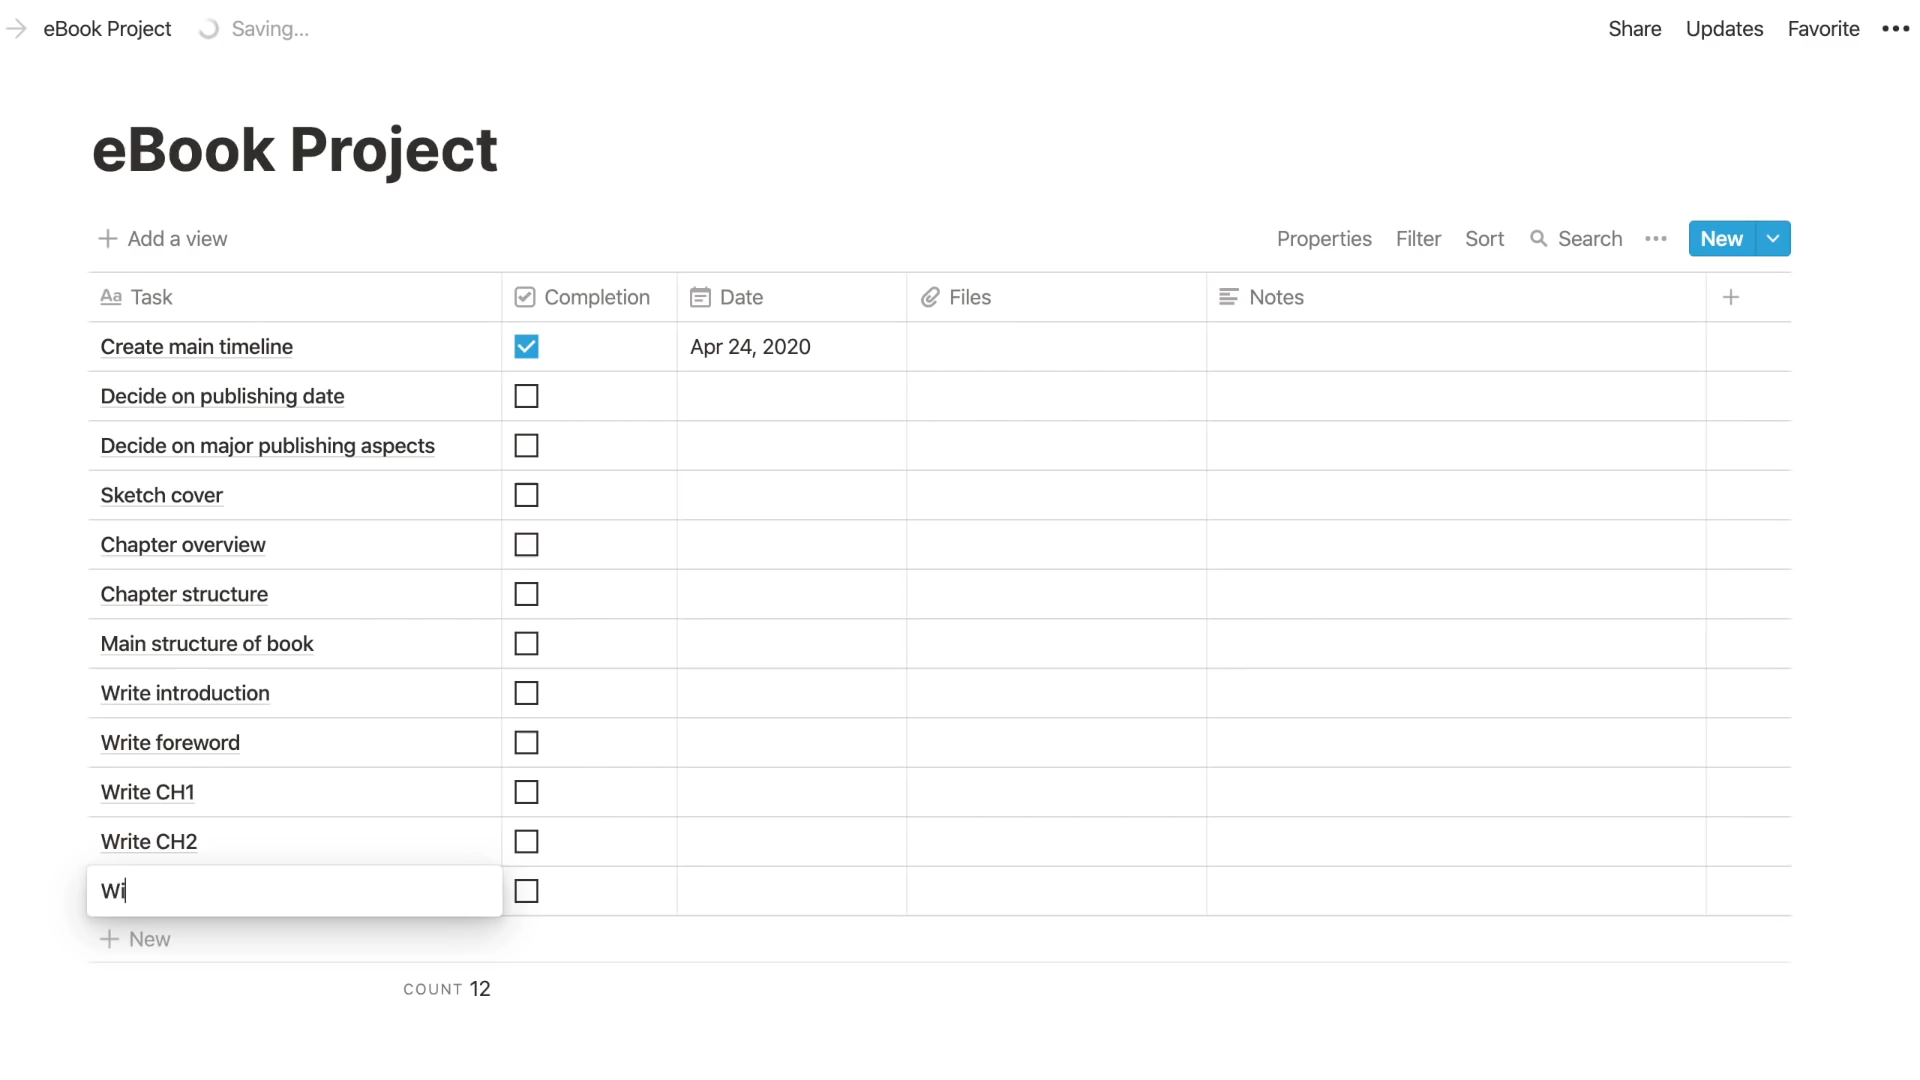 eBook Project Saving... Share Updates Favorite
eBook Project
Add a view Properties Filter Sort Search New
Aa Task Completion Date Files Notes
Create main timeline Apr 24, 2020
Decide on publishing date
Decide on major publishing aspects
Sketch cover
Chapter overview
Chapter structure
Main structure of book
Write introduction
Write foreword
Write CH1
Write CH2
Wi
New
COUNT 12